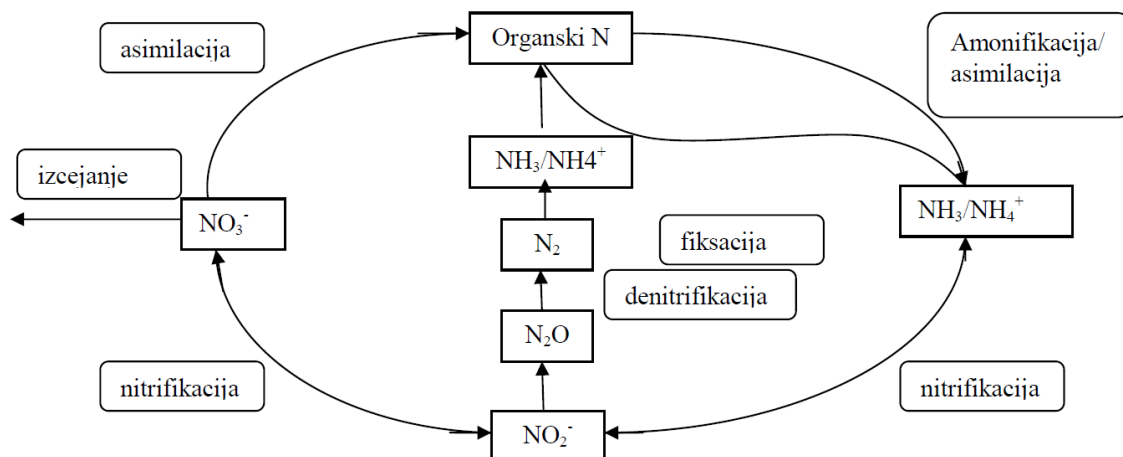 asimilacija
Organski N
Amonifikacija/
asimilacija
NH₃/NH4⁺
izcejanje
NO₃⁻
NH₃/NH₄⁺
N₂
fiksacija
denitrifikacija
N₂O
nitrifikacija
nitrifikacija
NO₂⁻